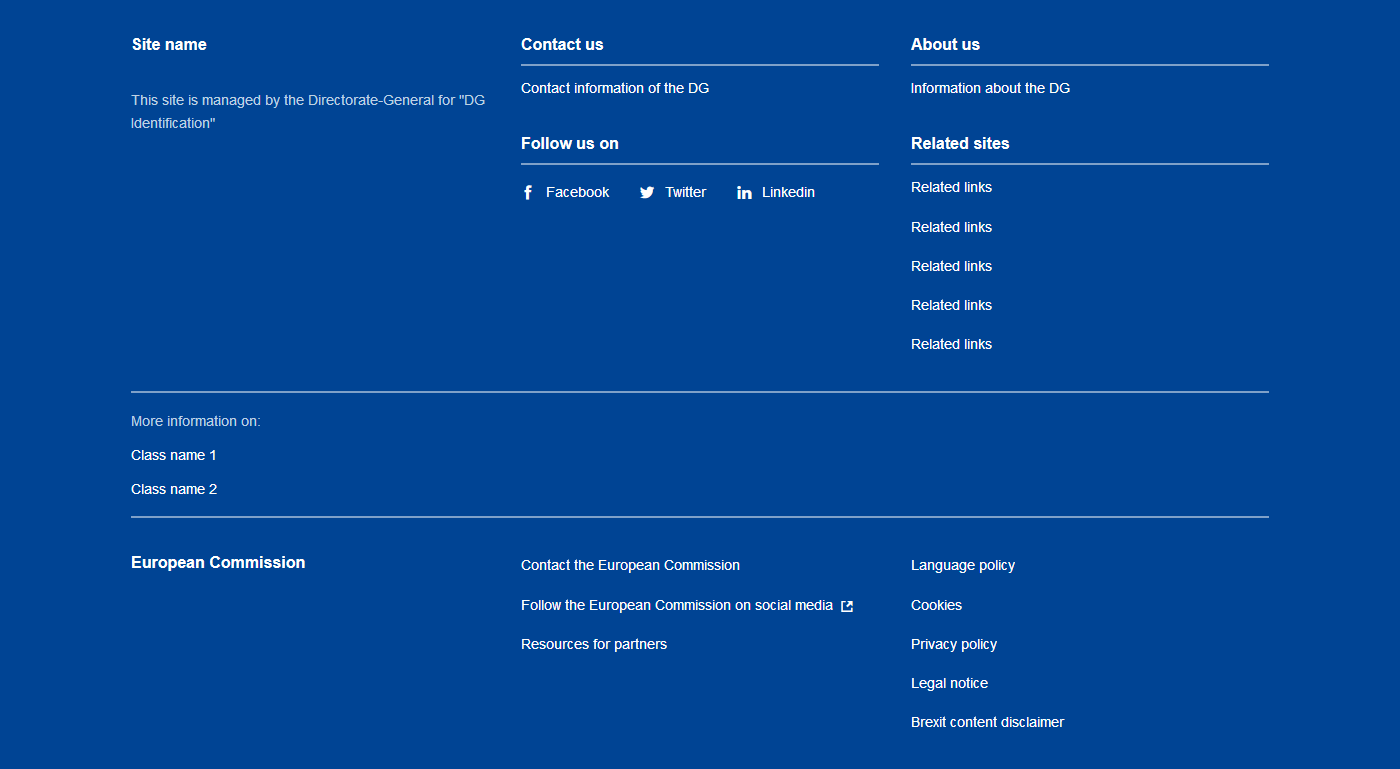 Site name
This site is managed by the Directorate-General for "DG
Identification"
Contact us
Contact information of the DG
Follow us on
Facebook
Twitter
Linkedin
About us
Information about the DG
Related sites
Related links
Related links
Related links
Related links
Related links
More information on:
Class name 1
Class name 2
European Commission
Contact the European Commission
Follow the European Commission on social media
Resources for partners
Language policy
Cookies
Privacy policy
Legal notice
Brexit content disclaimer